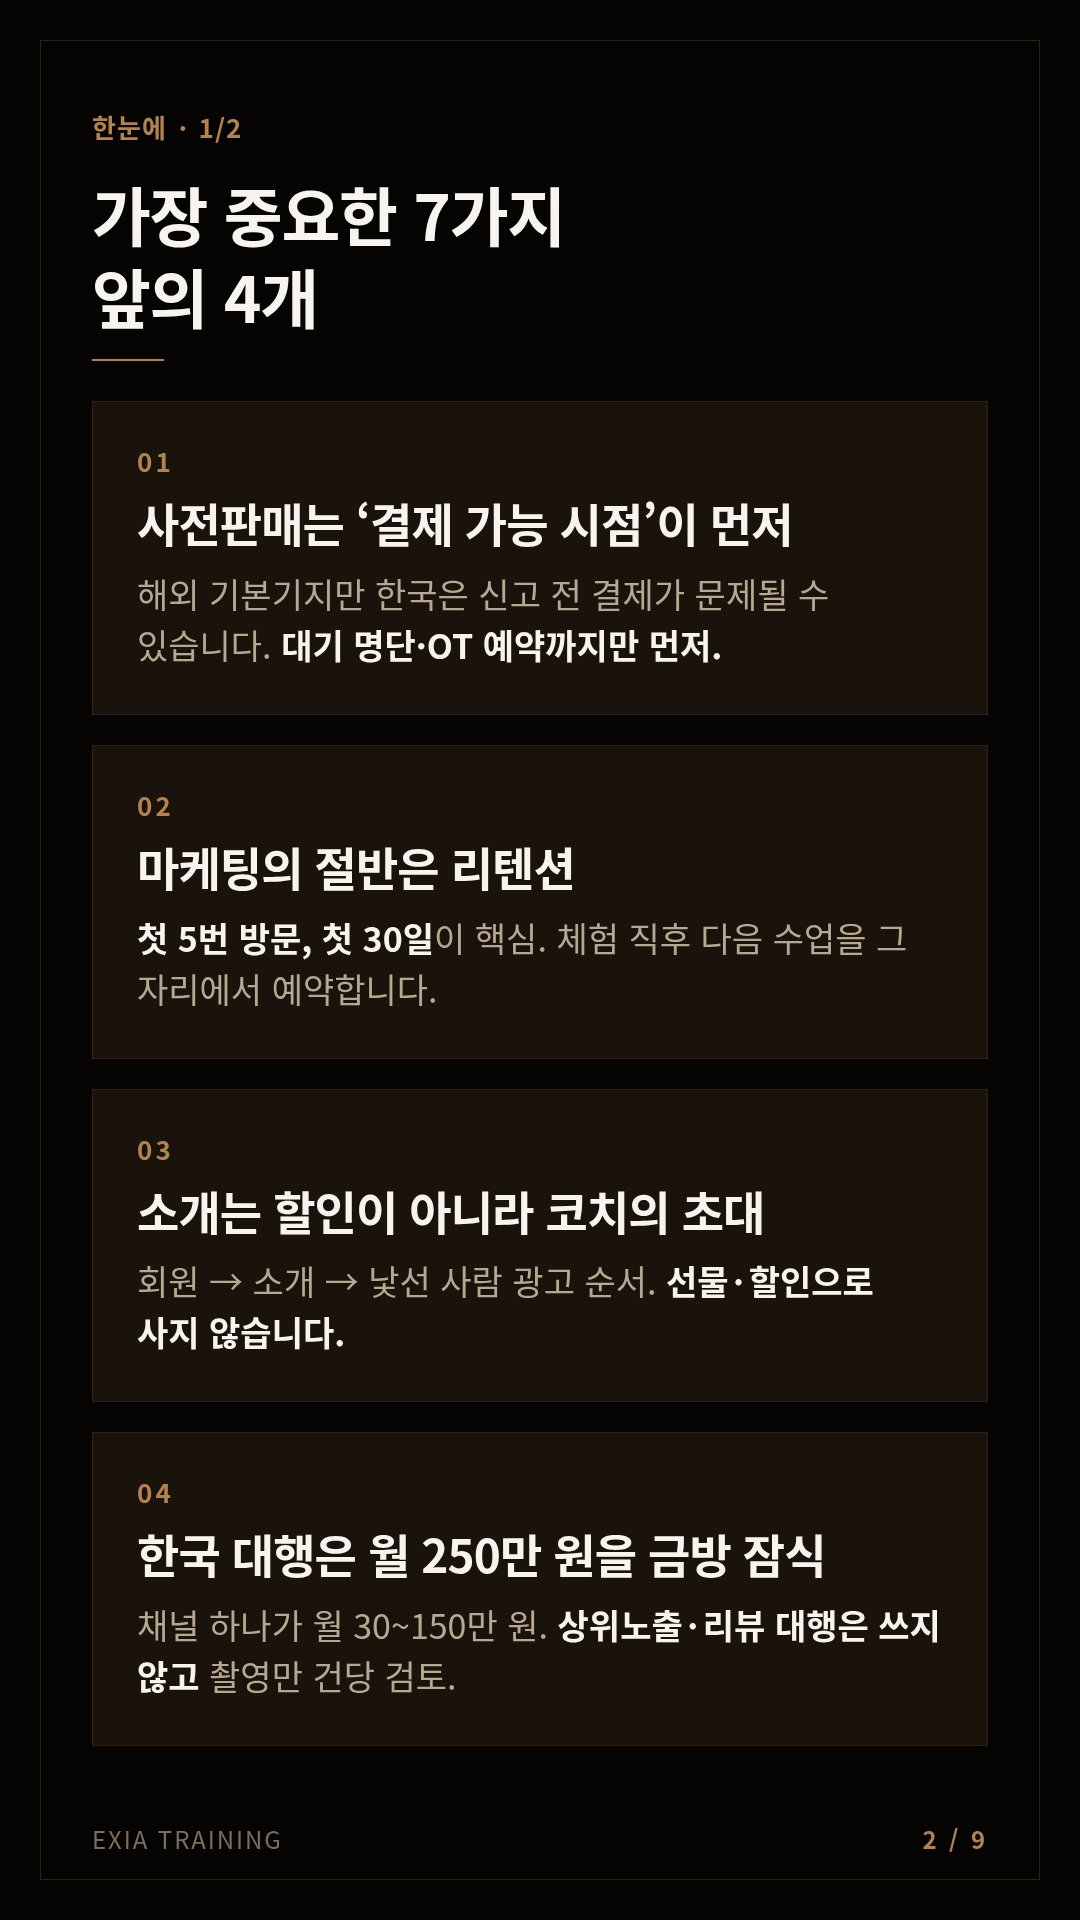 한눈에 · 1/2
가장 중요한 7가지
앞의 4개
01
사전판매는 ‘결제 가능 시점’이 먼저
해외 기본기지만 한국은 신고 전 결제가 문제될 수
있습니다. 대기 명단·OT 예약까지만 먼저.
02
마케팅의 절반은 리텐션
첫 5번 방문, 첫 30일이 핵심. 체험 직후 다음 수업을 그
자리에서 예약합니다.
03
소개는 할인이 아니라 코치의 초대
회원 → 소개 → 낯선 사람 광고 순서. 선물·할인으로
사지 않습니다.
04
한국 대행은 월 250만 원을 금방 잠식
채널 하나가 월 30~150만 원. 상위노출·리뷰 대행은 쓰지
않고 촬영만 건당 검토.
EXIA TRAINING
2 / 9